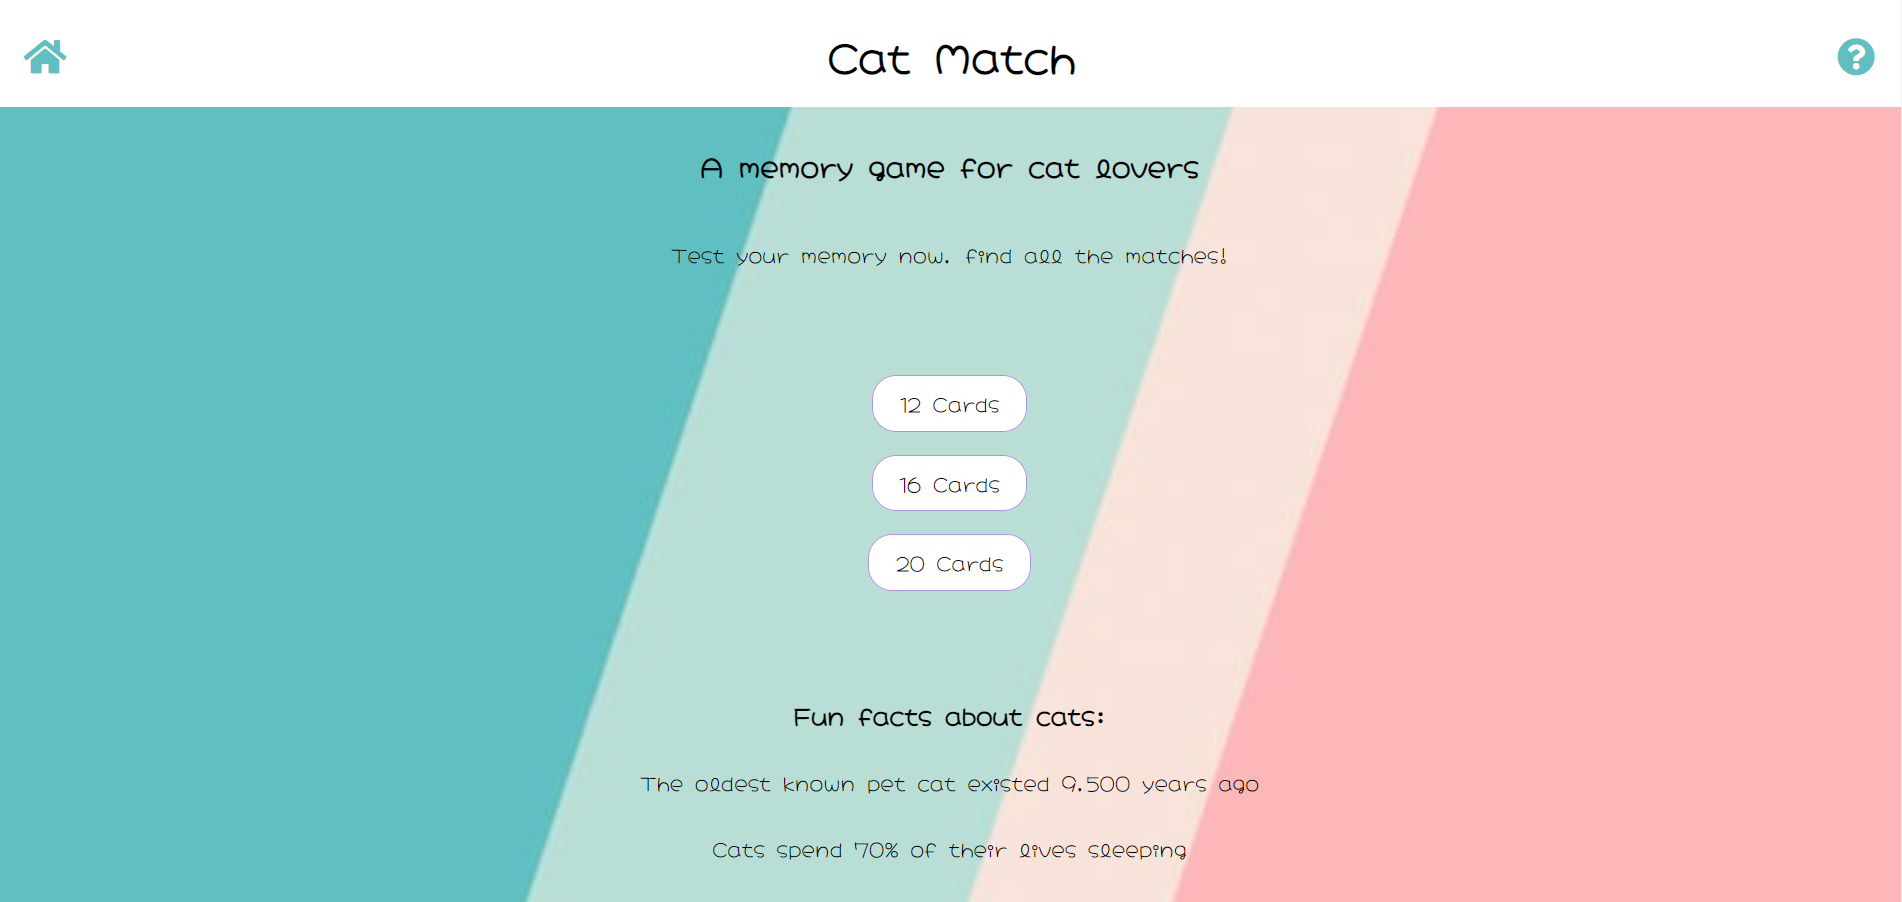 Cat Match
?
A memory game for cat lovers
Test your memory now. find all the matches!
12 Cards
16 Cards
20 Cards
Fun facts about cats:
The oldest known pet cat existed 9.500 years ago
Cats spend 70% of their lives sleeping